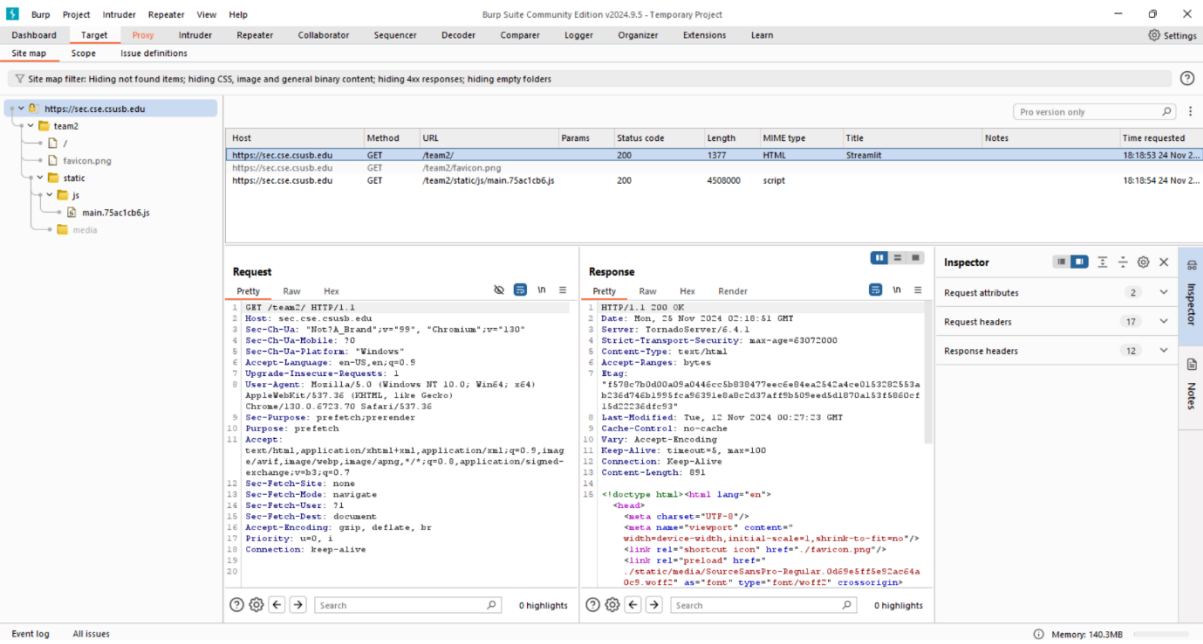 Burp Project Intruder Repeater View Help
Burp Suite Community Edition v2024.9.5 - Temporary Project
Dashboard Target Proxy Intruder Repeater Collaborator Sequencer Decoder Comparer Logger Organizer Extensions Learn
Settings
Site map Scope Issue definitions
Site map filter: Hiding not found items; hiding CSS, image and general binary content; hiding 4xx responses; hiding empty folders
https://sec.cse.csusb.edu
team2
/
favicon.png
static
js
main.75ac1cb6.js
media
Pro version only
Host Method URL Params Status code Length MIME type Title Notes Time requested
https://sec.cse.csusb.edu GET /team2/ 200 1377 HTML Streamlit 18:18:53 24 Nov 2...
https://sec.cse.csusb.edu GET /team2/favicon.png
https://sec.cse.csusb.edu GET /team2/static/js/main.75ac1cb6.js 200 4508000 script 18:18:54 24 Nov 2...
Request
Pretty Raw Hex
\n
1 GET /team2/ HTTP/1.1
2 Host: sec.cse.csusb.edu
3 Sec-Ch-Ua: "Not?A_Brand";v="99", "Chromium";v="130"
4 Sec-Ch-Ua-Mobile: ?0
5 Sec-Ch-Ua-Platform: "Windows"
6 Accept-Language: en-US,en;q=0.9
7 Upgrade-Insecure-Requests: 1
8 User-Agent: Mozilla/5.0 (Windows NT 10.0; Win64; x64)
AppleWebKit/537.36 (KHTML, like Gecko)
Chrome/130.0.6723.70 Safari/537.36
9 Sec-Purpose: prefetch;prerender
10 Purpose: prefetch
11 Accept:
text/html,application/xhtml+xml,application/xml;q=0.9,imag
e/avif,image/webp,image/apng,*/*;q=0.8,application/signed-
exchange;v=b3;q=0.7
12 Sec-Fetch-Site: none
13 Sec-Fetch-Mode: navigate
14 Sec-Fetch-User: ?1
15 Sec-Fetch-Dest: document
16 Accept-Encoding: gzip, deflate, br
17 Priority: u=0, i
18 Connection: keep-alive
19
20
Search
0 highlights
Response
Pretty Raw Hex Render
\n
1 HTTP/1.1 200 OK
2 Date: Mon, 25 Nov 2024 02:18:51 GMT
3 Server: TornadoServer/6.4.1
4 Strict-Transport-Security: max-age=63072000
5 Content-Type: text/html
6 Accept-Ranges: bytes
7 Etag:
"f578c7b0d00a09a0446cc5b838477eec6e84ea2542a4ce0153282553a
b236d746b1995fca96391e8a8c2d37aff9b509eed5d1870a153f5860cf
15d22236dfc93"
8 Last-Modified: Tue, 12 Nov 2024 00:27:23 GMT
9 Cache-Control: no-cache
10 Vary: Accept-Encoding
11 Keep-Alive: timeout=5, max=100
12 Connection: Keep-Alive
13 Content-Length: 891
14
15 <!doctype html><html lang="en">
<head>
<meta charset="UTF-8"/>
<meta name="viewport" content="
width=device-width,initial-scale=1,shrink-to-fit=no"/>
<link rel="shortcut icon" href="./favicon.png"/>
<link rel="preload" href="
./static/media/SourceSansPro-Regular.0d69e5ff5e92ac64a
0c9.woff2" as="font" type="font/woff2" crossorigin>
Search
0 highlights
Inspector
Request attributes 2
Request headers 17
Response headers 12
Inspector
Notes
Event log All issues
Memory: 140.3MB